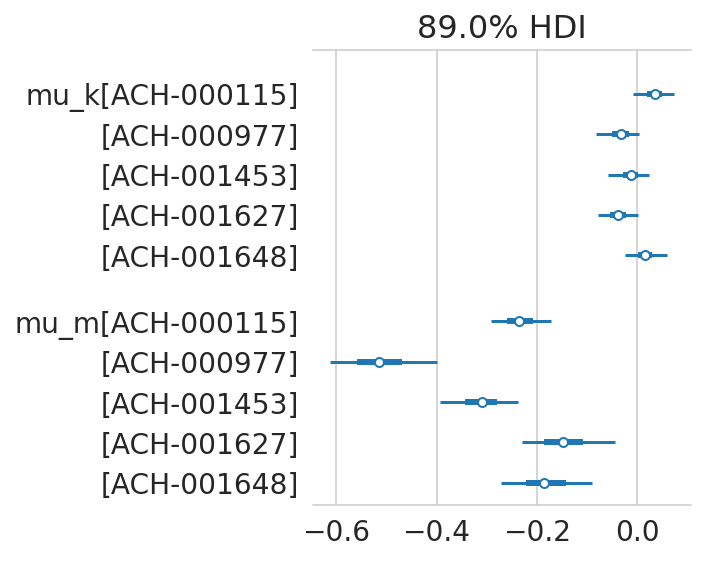 89.0% HDI
mu_k[ACH-000115]
[ACH-000977]
[ACH-001453]
[ACH-001627]
[ACH-001648]
mu_m[ACH-000115]
[ACH-000977]
[ACH-001453]
[ACH-001627]
[ACH-001648]
−0.6 −0.4 −0.2 0.0